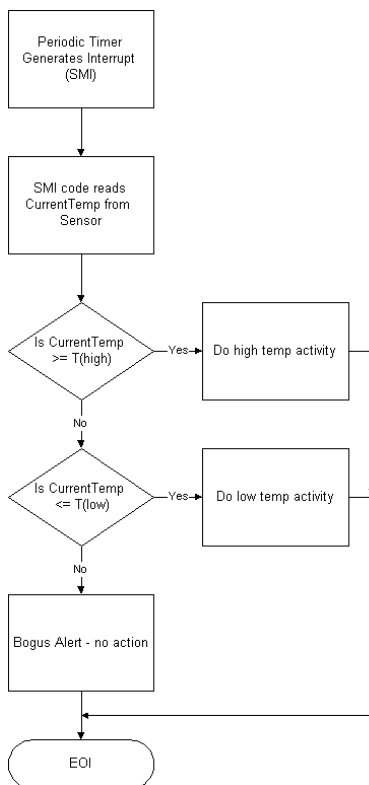 Periodic Timer
Generates Interrupt
(SMI)
SMI code reads
CurrentTemp from
Sensor
Is CurrentTemp
>= T(high)
Yes
Do high temp activity
No
Is CurrentTemp
<= T(low)
Yes
Do low temp activity
No
Bogus Alert - no action
EOI